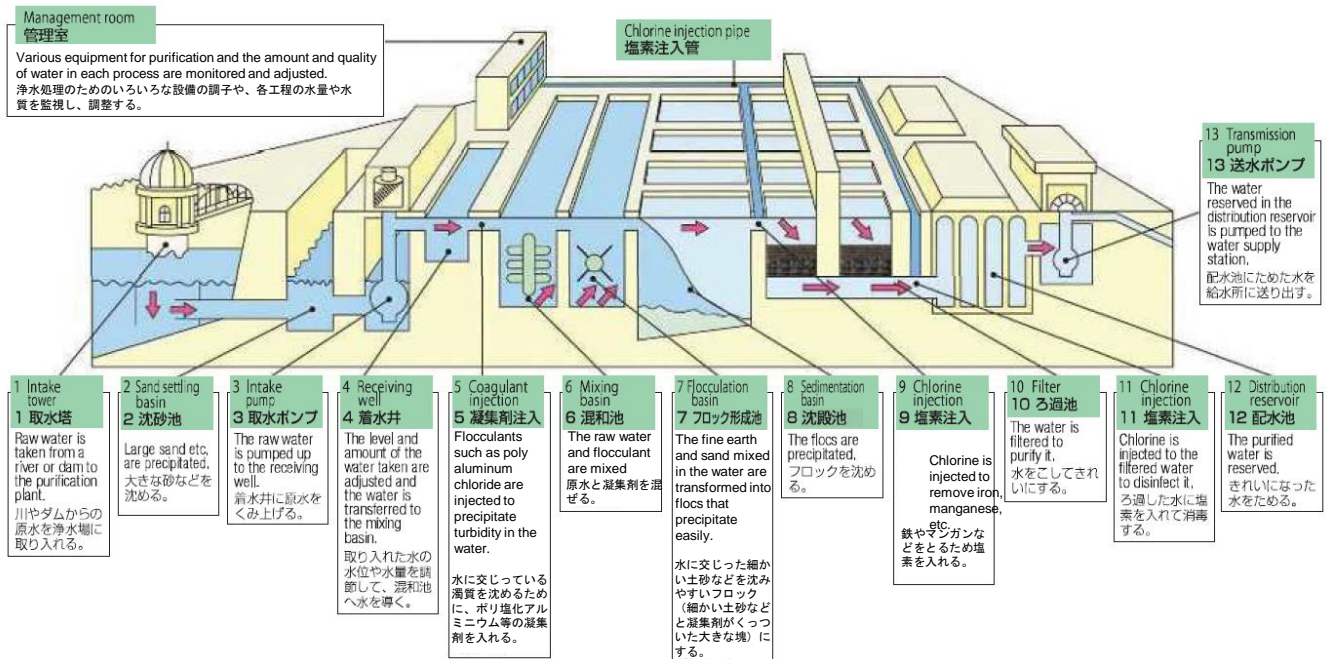 Management room
管理室
Various equipment for purification and the amount and quality
of water in each process are monitored and adjusted.
浄水処理のためのいろいろな設備の調子や、各工程の水量や水
質を監視し、調整する。
Chlorine injection pipe
塩素注入管
13 Transmission
pump
13 送水ポンプ
The water
reserved in the
distribution reservoir
is pumped to the
water supply
station.
配水池にためた水を
給水所に送り出す。
1 Intake
tower
1 取水塔
Raw water is
taken from a
river or dam to
the purification
plant.
川やダムからの
原水を浄水場に
取り入れる。
2 Sand settling
basin
2 沈砂池
Large sand etc,
are precipitated.
大きな砂などを
沈める。
3 Intake
pump
3 取水ポンプ
The raw water
is pumped up
to the receiving
well.
着水井に原水を
くみ上げる。
4 Receiving
well
4 着水井
The level and
amount of the
water taken are
adjusted and
the water is
transferred to
the mixing
basin.
取り入れた水の
水位や水量を調
節して、混和池
へ水を導く。
5 Coagulant
injection
5 凝集剤注入
Flocculants
such as poly
aluminum
chloride are
injected to
precipitate
turbidity in the
water.
水に交じっている
濁質を沈めるため
に、ポリ塩化アル
ミニウム等の凝集
剤を入れる。
6 Mixing
basin
6 混和池
The raw water
and flocculant
are mixed
原水と凝集剤を混
ぜる。
7 Flocculation
basin
7 フロック形成池
The fine earth
and sand mixed
in the water are
transformed into
flocs that
precipitate
easily.
水に交じった細か
い土砂などを沈み
やすいフロック
（細かい土砂など
と凝集剤がくっつ
いた大きな塊）に
する。
8 Sedimentation
basin
8 沈殿池
The flocs are
precipitated.
フロックを沈め
る。
9 Chlorine
injection
9 塩素注入
Chlorine is
injected to
remove iron,
manganese,
etc.
鉄やマンガンな
どをとるため塩
素を入れる。
10 Filter
10 ろ過池
The water is
filtered to
purify it.
水をこしてきれ
いにする。
11 Chlorine
injection
11 塩素注入
Chlorine is
injected to the
filtered water
to disinfect it.
ろ過した水に塩
素を入れて消毒
する。
12 Distribution
reservoir
12 配水池
The purified
water is
reserved.
きれいになった
水をためる。